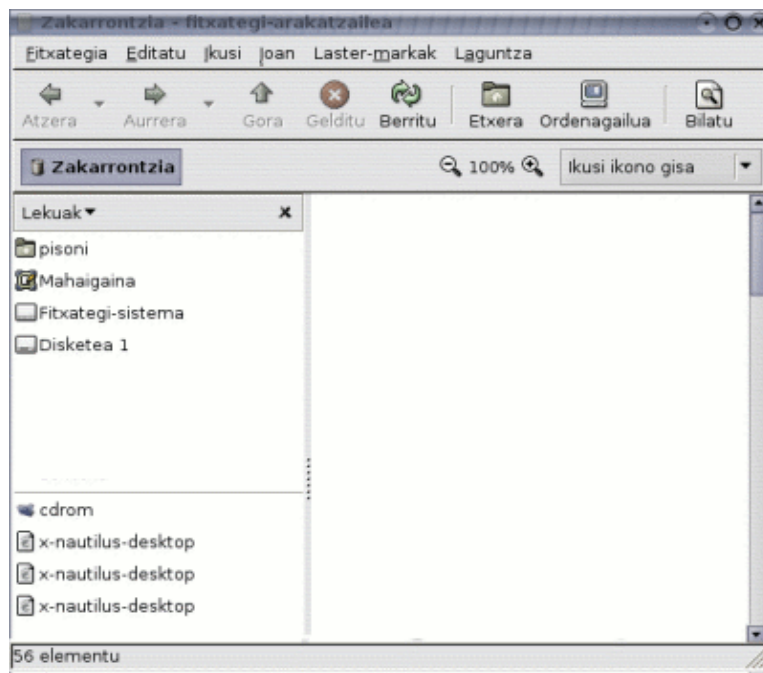 Zakarrontzia - fitxategi-arakatzailea
Fitxategia Editatu Ikusi Joan Laster-markak Laguntza
Atzera Aurrera Gora Gelditu Berritu Etxera Ordenagailua Bilatu
Zakarrontzia 100% Ikusi ikono gisa
Lekuak
pisoni
Mahaigaina
Fitxategi-sistema
Disketea 1
cdrom
x-nautilus-desktop
x-nautilus-desktop
x-nautilus-desktop
56 elementu